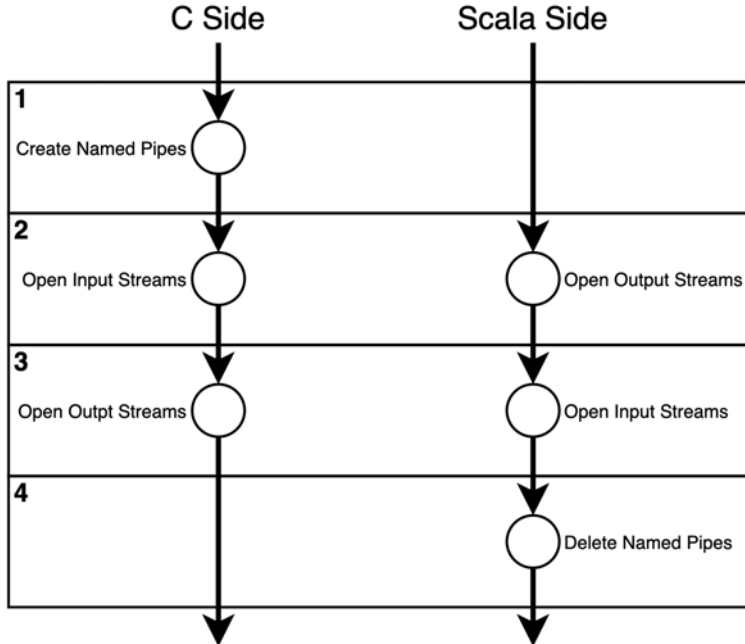 C Side
Scala Side
1
Create Named Pipes
2
Open Input Streams
Open Output Streams
3
Open Outpt Streams
Open Input Streams
4
Delete Named Pipes